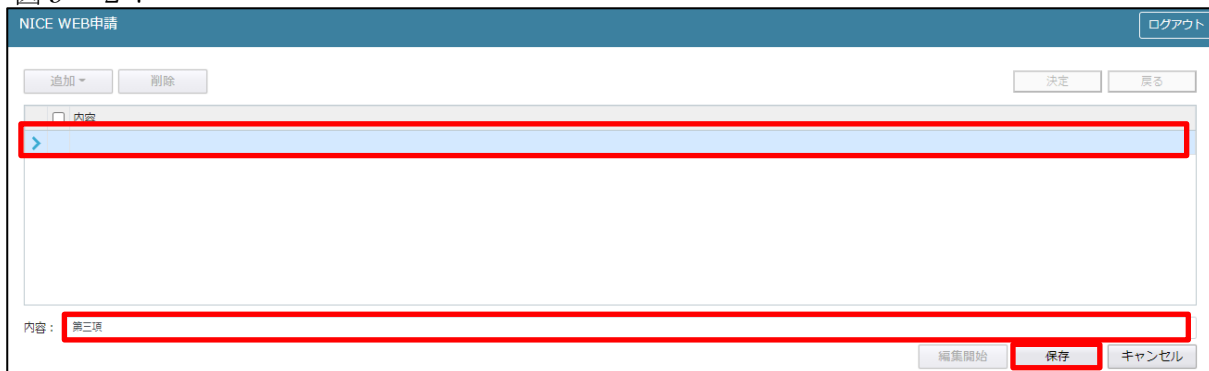 NICE WEB申請
ログアウト
追加 削除 決定 戻る
内容
内容： 第三項
編集開始 保存 キャンセル